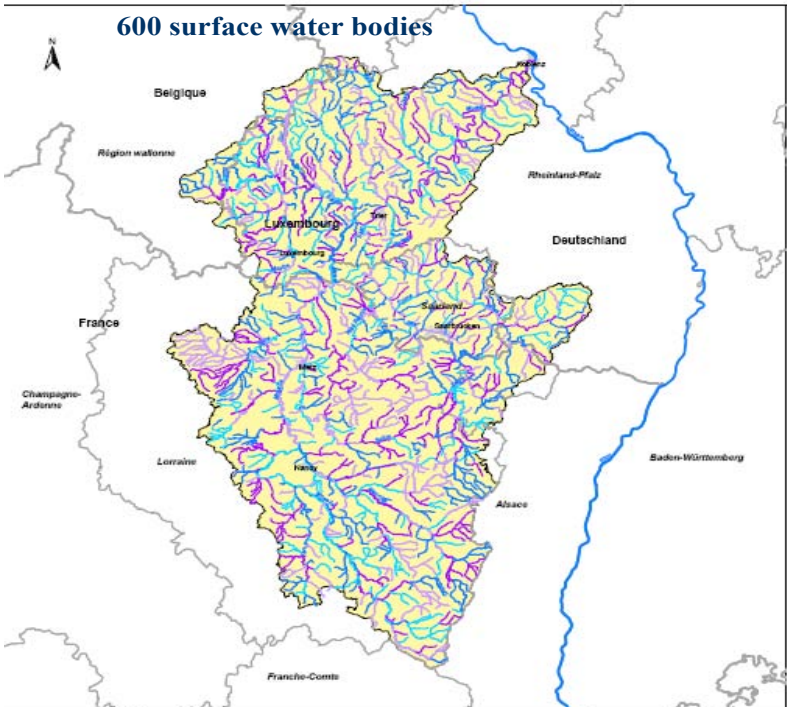 600 surface water bodies
N
Koblenz
Belgique
Région wallonne
Rheinland-Pfalz
Trier
Luxembourg
Deutschland
Luxembourg
Saarland
France
Saarbrücken
Metz
Champagne-
Ardenne
Lorraine
Nancy
Baden-Württemberg
Alsace
Franche-Comte